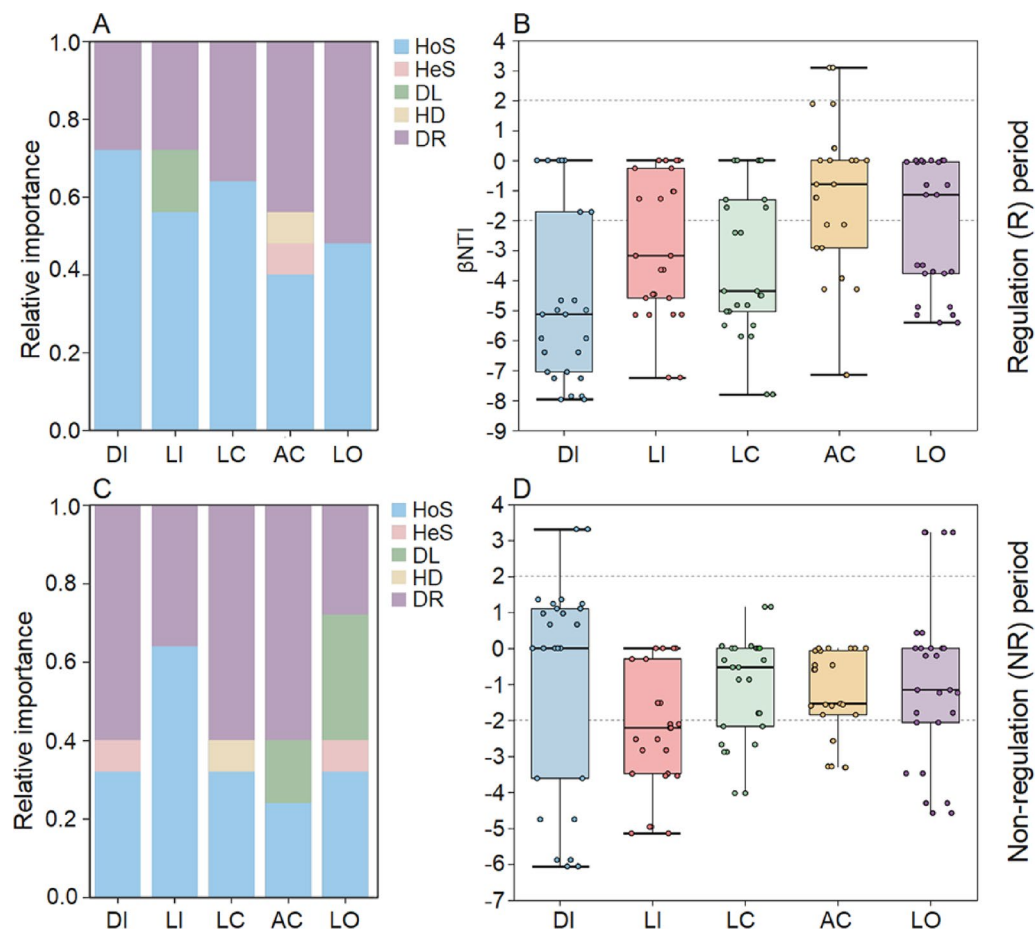 A
1.0
0.8
0.6
0.4
0.2
0.0
Relative importance
DI LI LC AC LO
HoS
HeS
DL
HD
DR
B
4
3
2
1
0
-1
-2
-3
-4
-5
-6
-7
-8
-9
βNTI
DI LI LC AC LO
Regulation (R) period
C
1.0
0.8
0.6
0.4
0.2
0.0
Relative importance
DI LI LC AC LO
HoS
HeS
DL
HD
DR
D
4
3
2
1
0
-1
-2
-3
-4
-5
-6
-7
DI LI LC AC LO
Non-regulation (NR) period